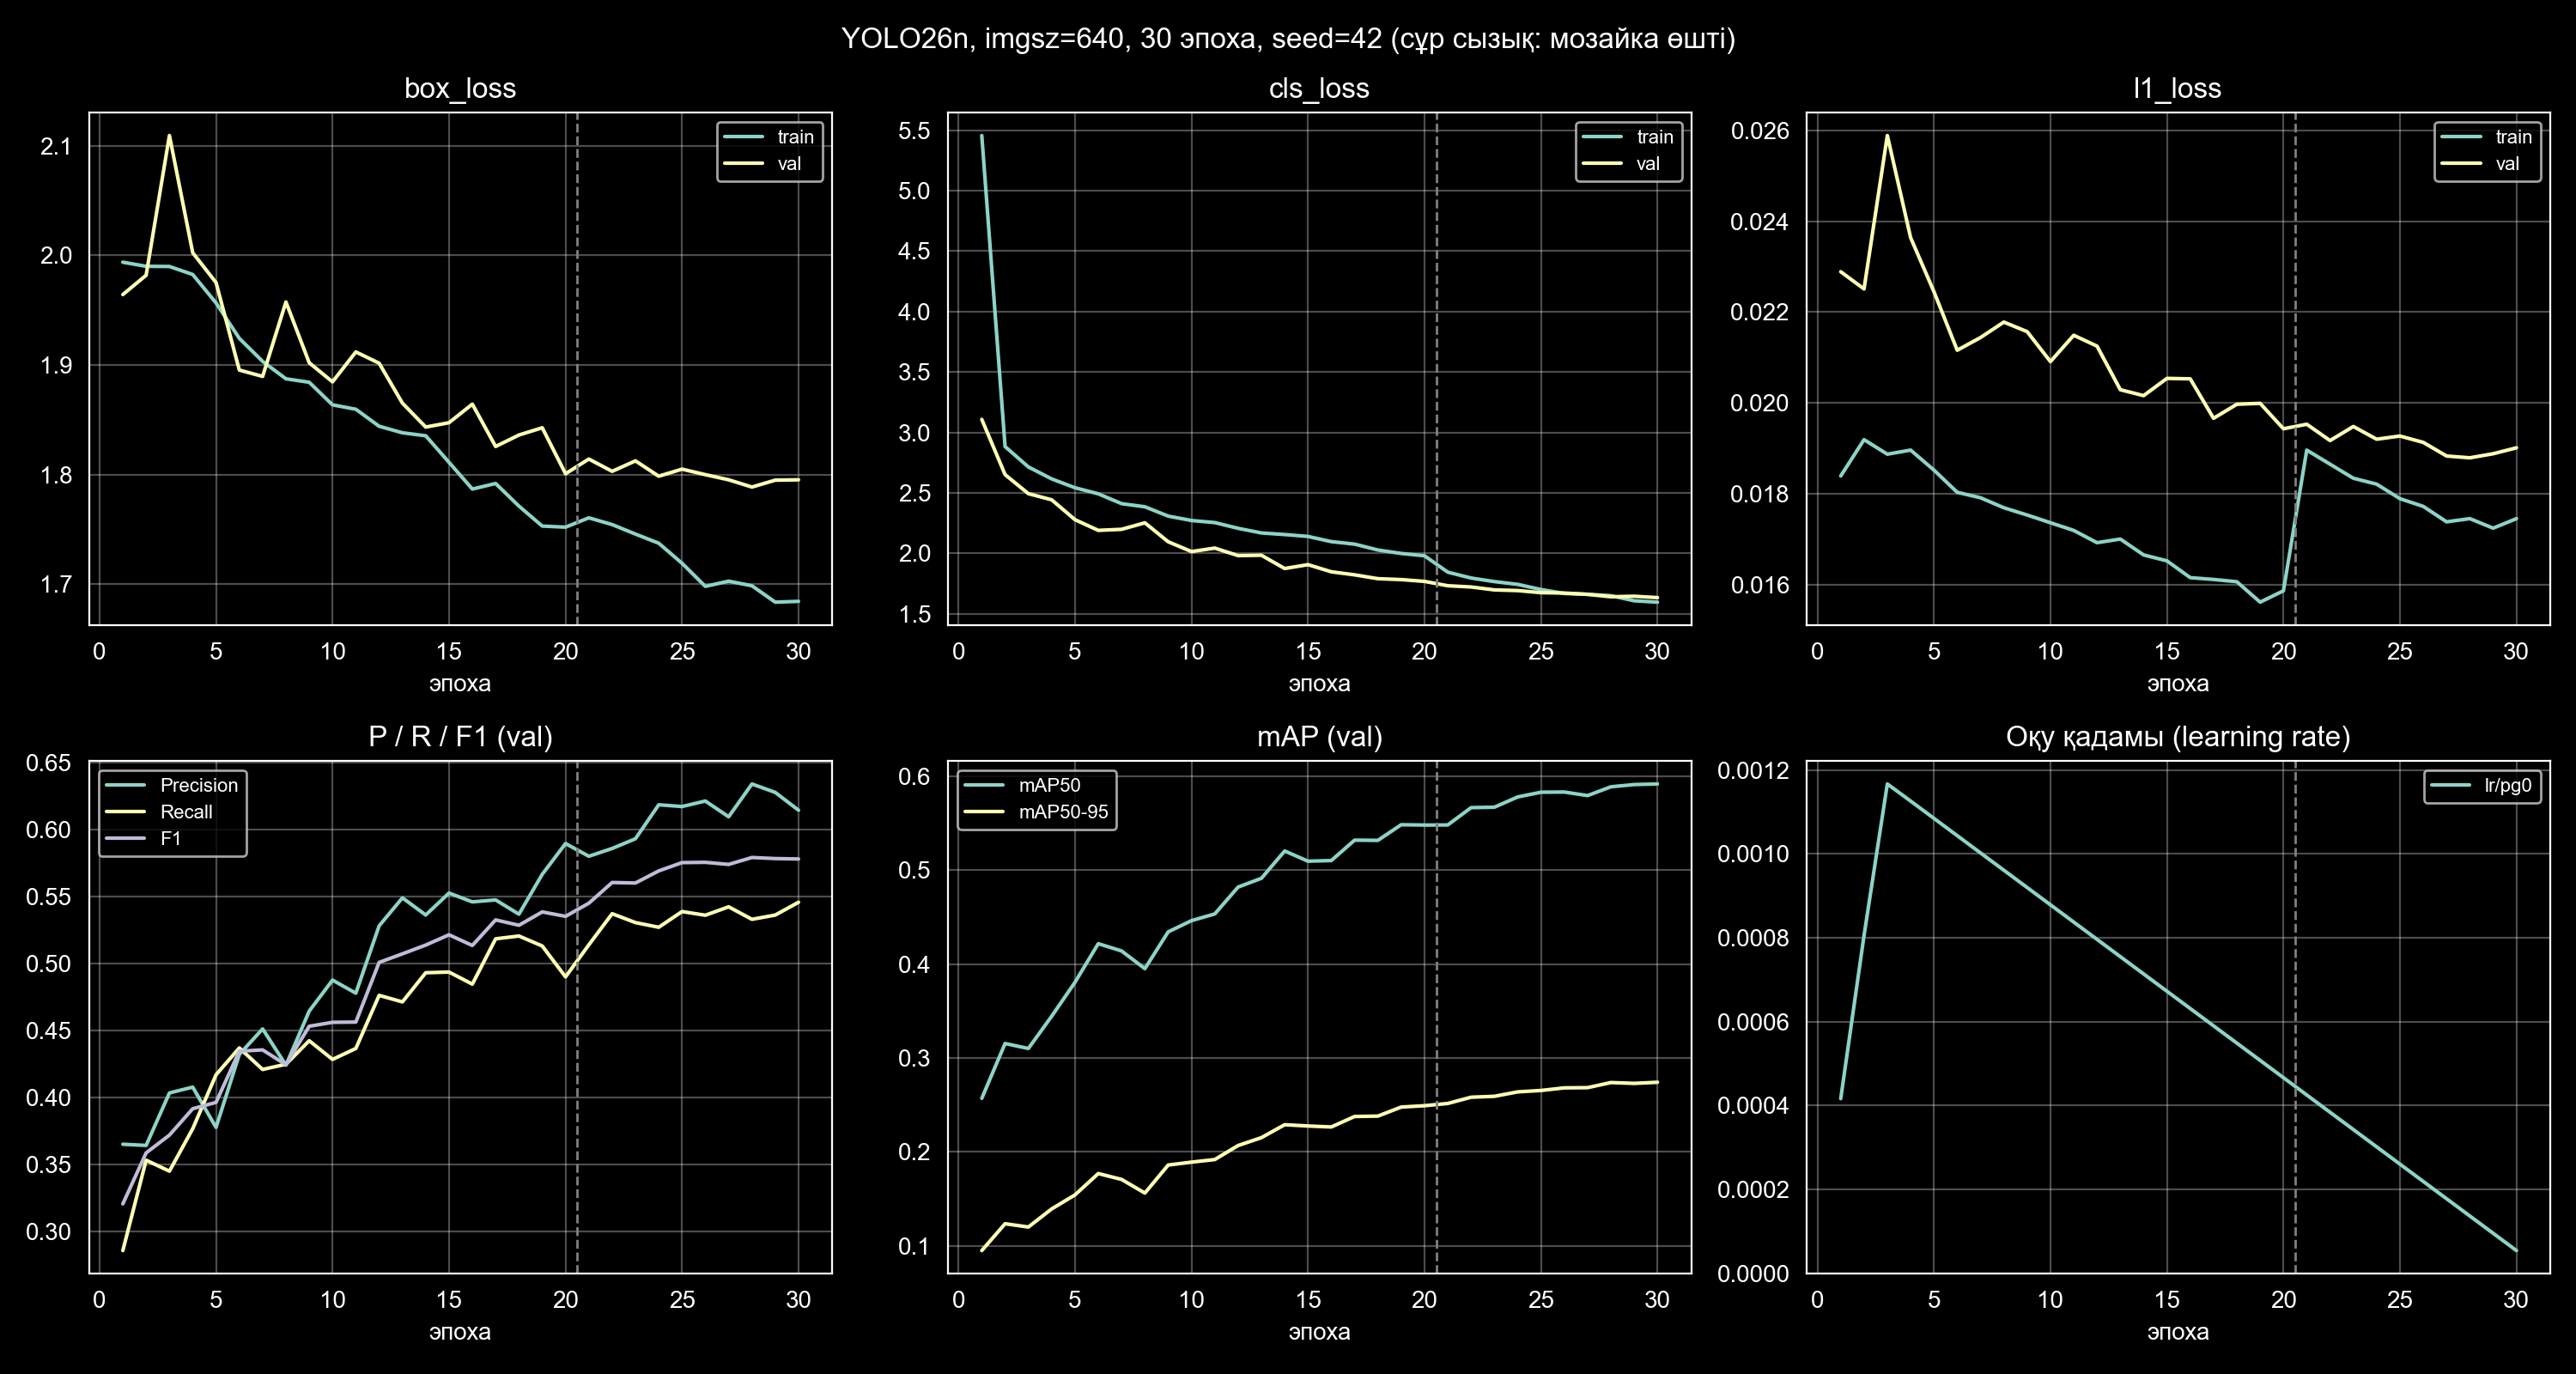 YOLO26n, imgsz=640, 30 эпоха, seed=42 (сұр сызық: мозайка өшті)
box_loss
2.1
2.0
1.9
1.8
1.7
train
val
0 5 10 15 20 25 30
эпоха
cls_loss
5.5
5.0
4.5
4.0
3.5
3.0
2.5
2.0
1.5
train
val
0 5 10 15 20 25 30
эпоха
l1_loss
0.026
0.024
0.022
0.020
0.018
0.016
train
val
0 5 10 15 20 25 30
эпоха
P / R / F1 (val)
0.65
0.60
0.55
0.50
0.45
0.40
0.35
0.30
Precision
Recall
F1
0 5 10 15 20 25 30
эпоха
mAP (val)
0.6
0.5
0.4
0.3
0.2
0.1
mAP50
mAP50-95
0 5 10 15 20 25 30
эпоха
Оқу қадамы (learning rate)
0.0012
0.0010
0.0008
0.0006
0.0004
0.0002
0.0000
lr/pg0
0 5 10 15 20 25 30
эпоха